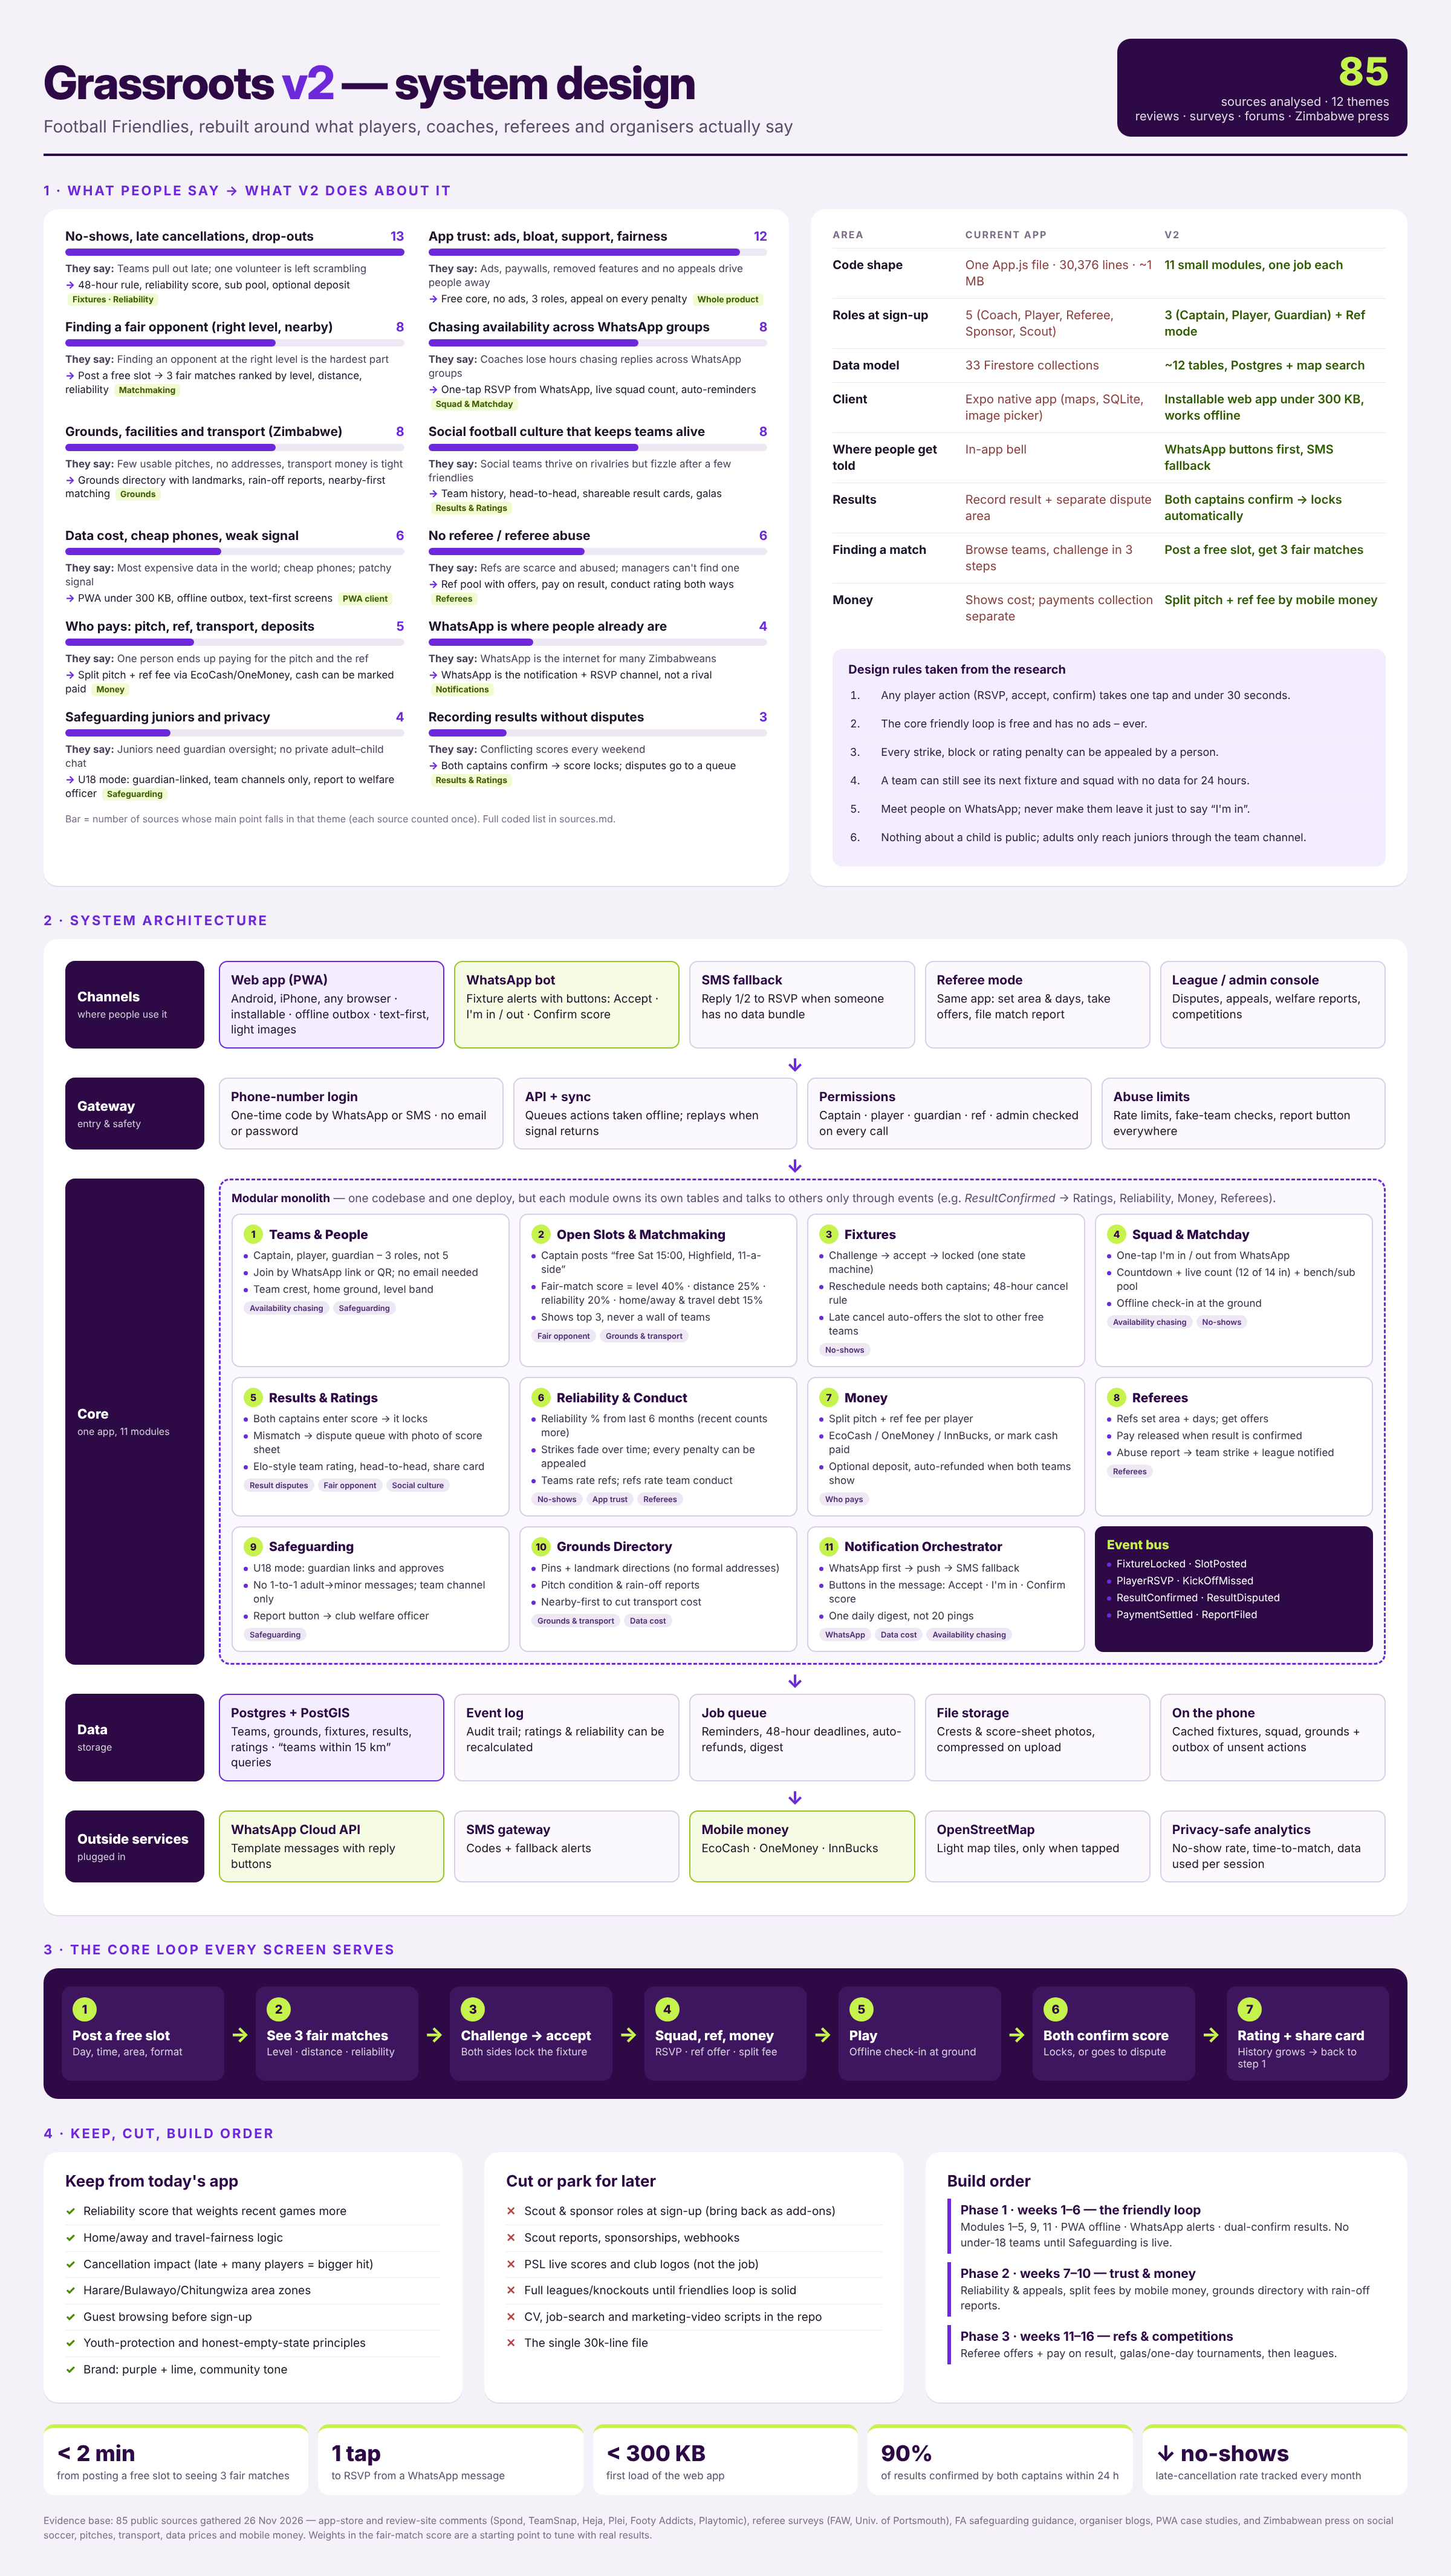 Grassroots v2 — system design
Football Friendlies, rebuilt around what players, coaches, referees and organisers actually say
85
sources analysed · 12 themes
reviews · surveys · forums · Zimbabwe press
1 · WHAT PEOPLE SAY → WHAT V2 DOES ABOUT IT
No-shows, late cancellations, drop-outs 13
They say: Teams pull out late; one volunteer is left scrambling
→ 48-hour rule, reliability score, sub pool, optional deposit
Fixtures · Reliability
App trust: ads, bloat, support, fairness 12
They say: Ads, paywalls, removed features and no appeals drive
people away
→ Free core, no ads, 3 roles, appeal on every penalty Whole product
Finding a fair opponent (right level, nearby) 8
They say: Finding an opponent at the right level is the hardest part
→ Post a free slot → 3 fair matches ranked by level, distance,
reliability Matchmaking
Chasing availability across WhatsApp groups 8
They say: Coaches lose hours chasing replies across WhatsApp
groups
→ One-tap RSVP from WhatsApp, live squad count, auto-reminders
Squad & Matchday
Grounds, facilities and transport (Zimbabwe) 8
They say: Few usable pitches, no addresses, transport money is tight
→ Grounds directory with landmarks, rain-off reports, nearby-first
matching Grounds
Social football culture that keeps teams alive 8
They say: Social teams thrive on rivalries but fizzle after a few
friendlies
→ Team history, head-to-head, shareable result cards, galas
Results & Ratings
Data cost, cheap phones, weak signal 6
They say: Most expensive data in the world; cheap phones; patchy
signal
→ PWA under 300 KB, offline outbox, text-first screens PWA client
No referee / referee abuse 6
They say: Refs are scarce and abused; managers can't find one
→ Ref pool with offers, pay on result, conduct rating both ways
Referees
Who pays: pitch, ref, transport, deposits 5
They say: One person ends up paying for the pitch and the ref
→ Split pitch + ref fee via EcoCash/OneMoney, cash can be marked
paid Money
WhatsApp is where people already are 4
They say: WhatsApp is the internet for many Zimbabweans
→ WhatsApp is the notification + RSVP channel, not a rival
Notifications
Safeguarding juniors and privacy 4
They say: Juniors need guardian oversight; no private adult–child
chat
→ U18 mode: guardian-linked, team channels only, report to welfare
officer Safeguarding
Recording results without disputes 3
They say: Conflicting scores every weekend
→ Both captains confirm → score locks; disputes go to a queue
Results & Ratings
Bar = number of sources whose main point falls in that theme (each source counted once). Full coded list in sources.md.
AREA CURRENT APP V2
Code shape One App.js file · 30,376 lines · ~1 11 small modules, one job each
MB
Roles at sign-up 5 (Coach, Player, Referee, 3 (Captain, Player, Guardian) + Ref
Sponsor, Scout) mode
Data model 33 Firestore collections ~12 tables, Postgres + map search
Client Expo native app (maps, SQLite, Installable web app under 300 KB,
image picker) works offline
Where people get In-app bell WhatsApp buttons first, SMS
told fallback
Results Record result + separate dispute Both captains confirm → locks
area automatically
Finding a match Browse teams, challenge in 3 Post a free slot, get 3 fair matches
steps
Money Shows cost; payments collection Split pitch + ref fee by mobile money
separate
Design rules taken from the research
1. Any player action (RSVP, accept, confirm) takes one tap and under 30 seconds.
2. The core friendly loop is free and has no ads – ever.
3. Every strike, block or rating penalty can be appealed by a person.
4. A team can still see its next fixture and squad with no data for 24 hours.
5. Meet people on WhatsApp; never make them leave it just to say “I'm in”.
6. Nothing about a child is public; adults only reach juniors through the team channel.
2 · SYSTEM ARCHITECTURE
Channels
where people use it
Web app (PWA)
Android, iPhone, any browser ·
installable · offline outbox · text-first,
light images
WhatsApp bot
Fixture alerts with buttons: Accept ·
I'm in / out · Confirm score
SMS fallback
Reply 1/2 to RSVP when someone
has no data bundle
Referee mode
Same app: set area & days, take
offers, file match report
League / admin console
Disputes, appeals, welfare reports,
competitions
↓
Gateway
entry & safety
Phone-number login
One-time code by WhatsApp or SMS · no email
or password
API + sync
Queues actions taken offline; replays when
signal returns
Permissions
Captain · player · guardian · ref · admin checked
on every call
Abuse limits
Rate limits, fake-team checks, report button
everywhere
↓
Core
one app, 11 modules
Modular monolith — one codebase and one deploy, but each module owns its own tables and talks to others only through events (e.g. ResultConfirmed → Ratings, Reliability, Money, Referees).
1 Teams & People
• Captain, player, guardian – 3 roles, not 5
• Join by WhatsApp link or QR; no email needed
• Team crest, home ground, level band
Availability chasing Safeguarding
2 Open Slots & Matchmaking
• Captain posts “free Sat 15:00, Highfield, 11-a-
side”
• Fair-match score = level 40% · distance 25% ·
reliability 20% · home/away & travel debt 15%
• Shows top 3, never a wall of teams
Fair opponent Grounds & transport
3 Fixtures
• Challenge → accept → locked (one state
machine)
• Reschedule needs both captains; 48-hour cancel
rule
• Late cancel auto-offers the slot to other free
teams
No-shows
4 Squad & Matchday
• One-tap I'm in / out from WhatsApp
• Countdown + live count (12 of 14 in) + bench/sub
pool
• Offline check-in at the ground
Availability chasing No-shows
5 Results & Ratings
• Both captains enter score → it locks
• Mismatch → dispute queue with photo of score
sheet
• Elo-style team rating, head-to-head, share card
Result disputes Fair opponent Social culture
6 Reliability & Conduct
• Reliability % from last 6 months (recent counts
more)
• Strikes fade over time; every penalty can be
appealed
• Teams rate refs; refs rate team conduct
No-shows App trust Referees
7 Money
• Split pitch + ref fee per player
• EcoCash / OneMoney / InnBucks, or mark cash
paid
• Optional deposit, auto-refunded when both teams
show
Who pays
8 Referees
• Refs set area + days; get offers
• Pay released when result is confirmed
• Abuse report → team strike + league notified
Referees
9 Safeguarding
• U18 mode: guardian links and approves
• No 1-to-1 adult→minor messages; team channel
only
• Report button → club welfare officer
Safeguarding
10 Grounds Directory
• Pins + landmark directions (no formal addresses)
• Pitch condition & rain-off reports
• Nearby-first to cut transport cost
Grounds & transport Data cost
11 Notification Orchestrator
• WhatsApp first → push → SMS fallback
• Buttons in the message: Accept · I'm in · Confirm
score
• One daily digest, not 20 pings
WhatsApp Data cost Availability chasing
Event bus
• FixtureLocked · SlotPosted
• PlayerRSVP · KickOffMissed
• ResultConfirmed · ResultDisputed
• PaymentSettled · ReportFiled
↓
Data
storage
Postgres + PostGIS
Teams, grounds, fixtures, results,
ratings · “teams within 15 km”
queries
Event log
Audit trail; ratings & reliability can be
recalculated
Job queue
Reminders, 48-hour deadlines, auto-
refunds, digest
File storage
Crests & score-sheet photos,
compressed on upload
On the phone
Cached fixtures, squad, grounds +
outbox of unsent actions
↓
Outside services
plugged in
WhatsApp Cloud API
Template messages with reply
buttons
SMS gateway
Codes + fallback alerts
Mobile money
EcoCash · OneMoney · InnBucks
OpenStreetMap
Light map tiles, only when tapped
Privacy-safe analytics
No-show rate, time-to-match, data
used per session
3 · THE CORE LOOP EVERY SCREEN SERVES
1
Post a free slot
Day, time, area, format
→
2
See 3 fair matches
Level · distance · reliability
→
3
Challenge → accept
Both sides lock the fixture
→
4
Squad, ref, money
RSVP · ref offer · split fee
→
5
Play
Offline check-in at ground
→
6
Both confirm score
Locks, or goes to dispute
→
7
Rating + share card
History grows → back to
step 1
4 · KEEP, CUT, BUILD ORDER
Keep from today's app
✓ Reliability score that weights recent games more
✓ Home/away and travel-fairness logic
✓ Cancellation impact (late + many players = bigger hit)
✓ Harare/Bulawayo/Chitungwiza area zones
✓ Guest browsing before sign-up
✓ Youth-protection and honest-empty-state principles
✓ Brand: purple + lime, community tone
Cut or park for later
✕ Scout & sponsor roles at sign-up (bring back as add-ons)
✕ Scout reports, sponsorships, webhooks
✕ PSL live scores and club logos (not the job)
✕ Full leagues/knockouts until friendlies loop is solid
✕ CV, job-search and marketing-video scripts in the repo
✕ The single 30k-line file
Build order
Phase 1 · weeks 1–6 — the friendly loop
Modules 1–5, 9, 11 · PWA offline · WhatsApp alerts · dual-confirm results. No
under-18 teams until Safeguarding is live.
Phase 2 · weeks 7–10 — trust & money
Reliability & appeals, split fees by mobile money, grounds directory with rain-off
reports.
Phase 3 · weeks 11–16 — refs & competitions
Referee offers + pay on result, galas/one-day tournaments, then leagues.
< 2 min
from posting a free slot to seeing 3 fair matches
1 tap
to RSVP from a WhatsApp message
< 300 KB
first load of the web app
90%
of results confirmed by both captains within 24 h
↓ no-shows
late-cancellation rate tracked every month
Evidence base: 85 public sources gathered 26 Nov 2026 — app-store and review-site comments (Spond, TeamSnap, Heja, Plei, Footy Addicts, Playtomic), referee surveys (FAW, Univ. of Portsmouth), FA safeguarding guidance, organiser blogs, PWA case studies, and Zimbabwean press on social
soccer, pitches, transport, data prices and mobile money. Weights in the fair-match score are a starting point to tune with real results.